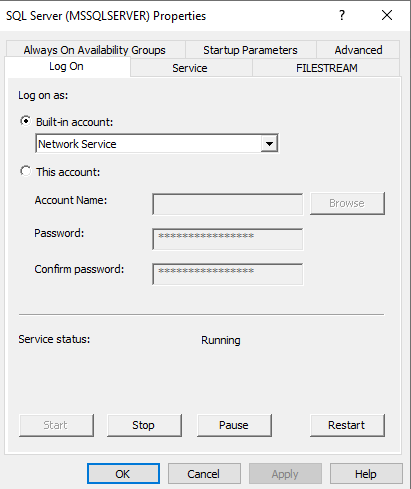 SQL Server (MSSQLSERVER) Properties
?
Always On Availability Groups Startup Parameters Advanced
Log On Service FILESTREAM
Log on as:
Built-in account:
Network Service
This account:
Account Name: Browse
Password: ****************
Confirm password: ****************
Service status: Running
Start Stop Pause Restart
OK Cancel Apply Help